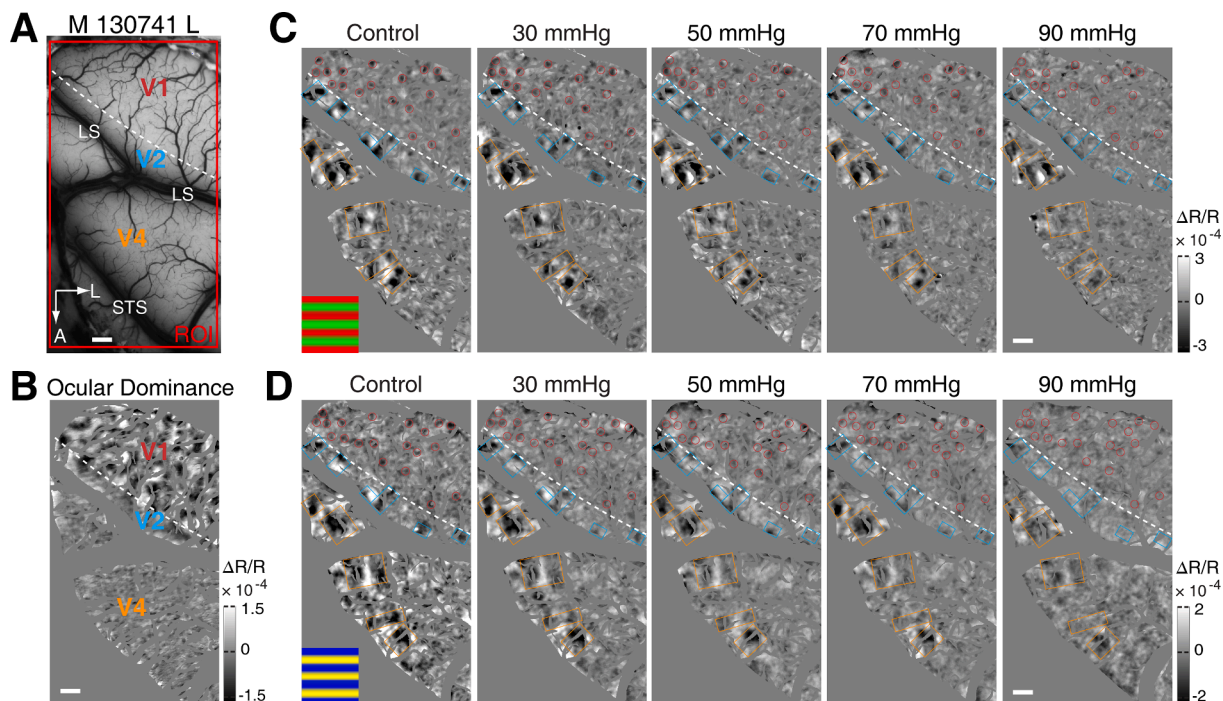 A
M 130741 L
V1
LS
V2
LS
V4
L
STS
A
ROI
B
Ocular Dominance
V1
V2
V4
ΔR/R
× 10⁻⁴
1.5
0
-1.5
C
Control
30 mmHg
50 mmHg
70 mmHg
90 mmHg
ΔR/R
× 10⁻⁴
3
0
-3
D
Control
30 mmHg
50 mmHg
70 mmHg
90 mmHg
ΔR/R
× 10⁻⁴
2
0
-2